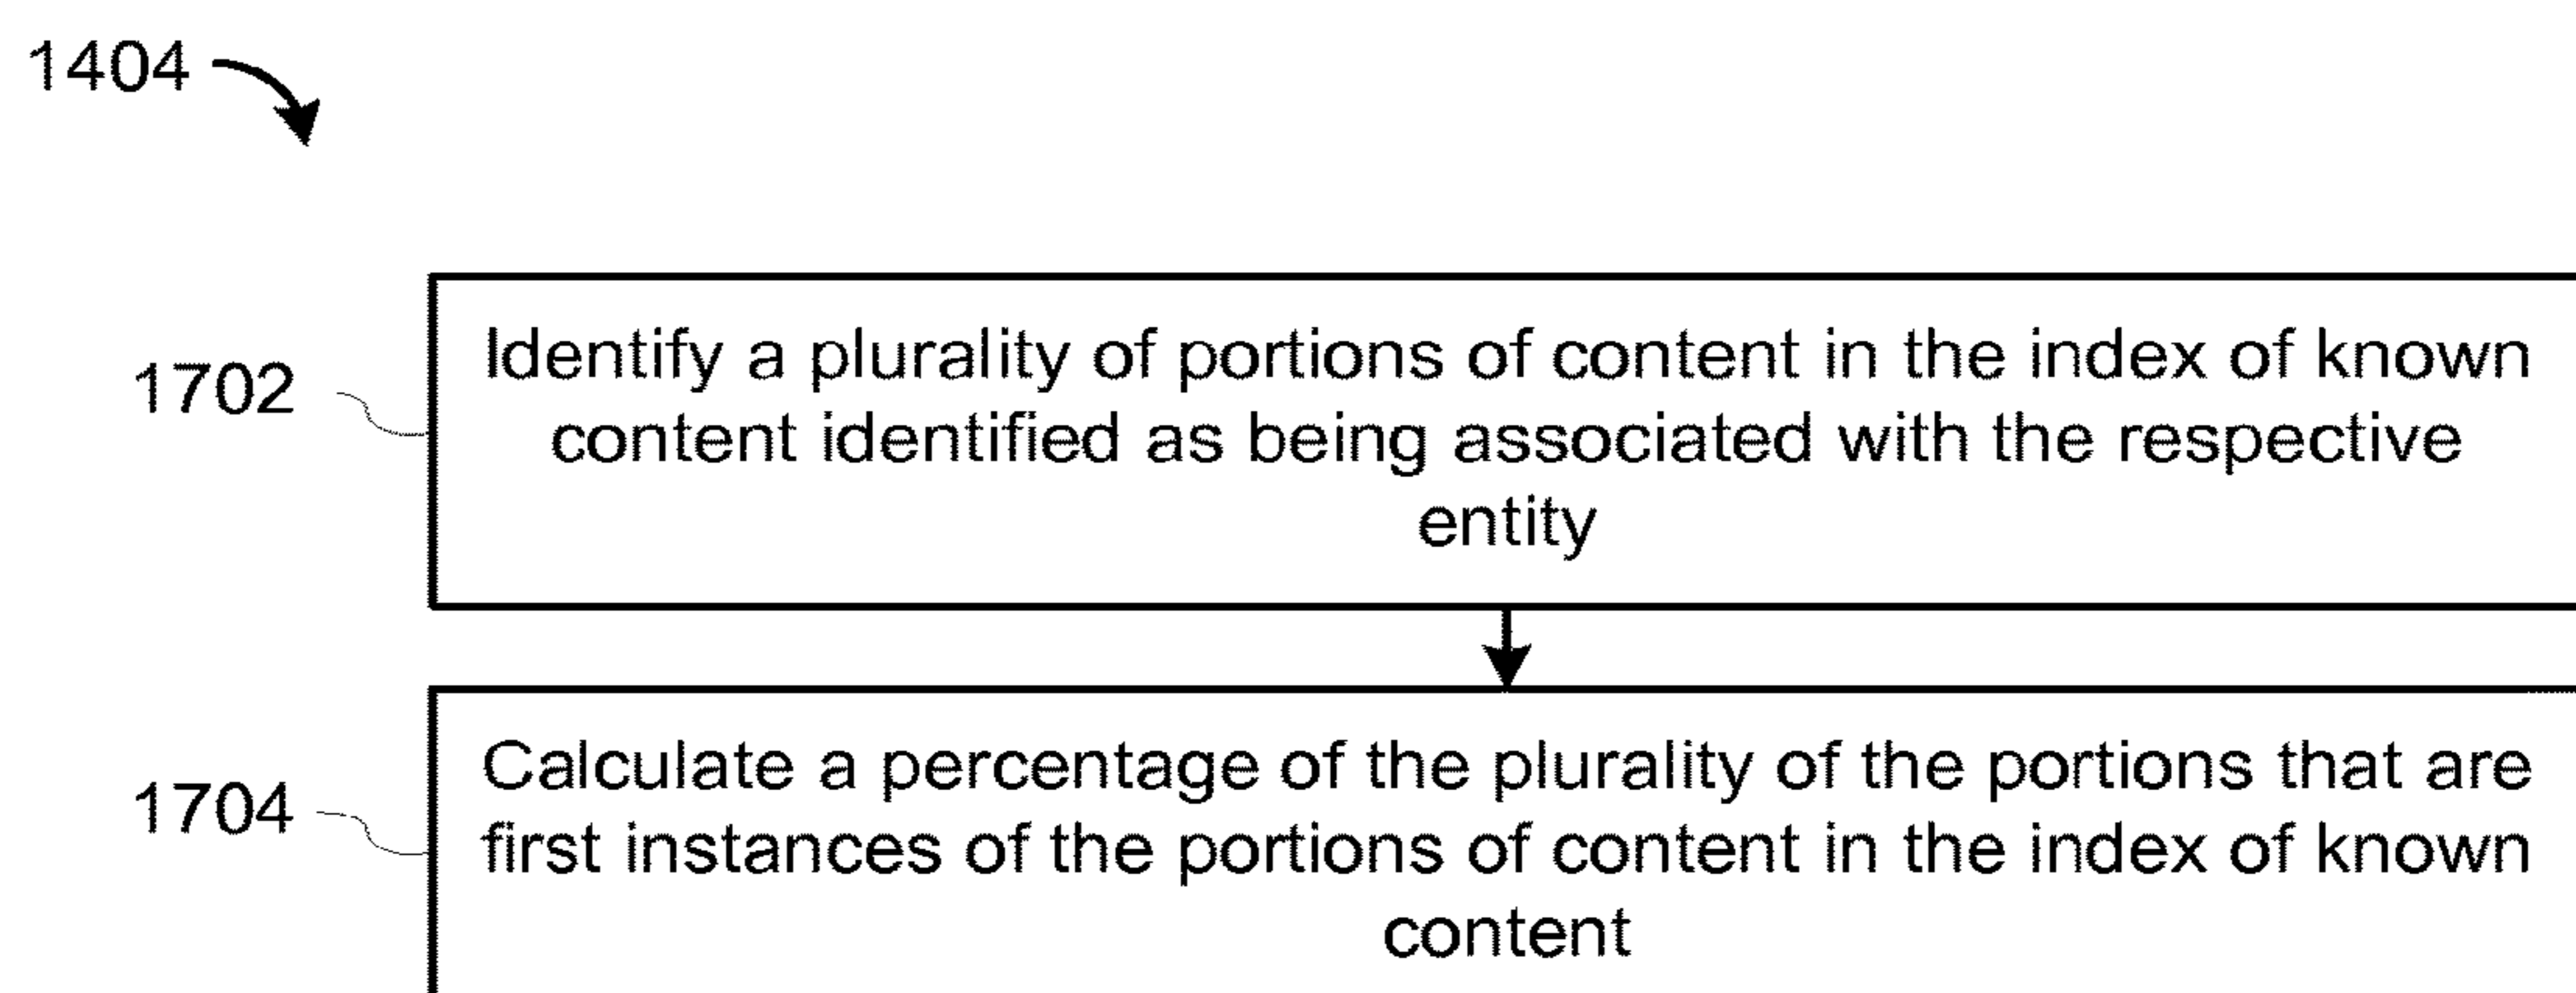 1404
1702
Identify a plurality of portions of content in the index of known
content identified as being associated with the respective
entity
1704
Calculate a percentage of the plurality of the portions that are
first instances of the portions of content in the index of known
content